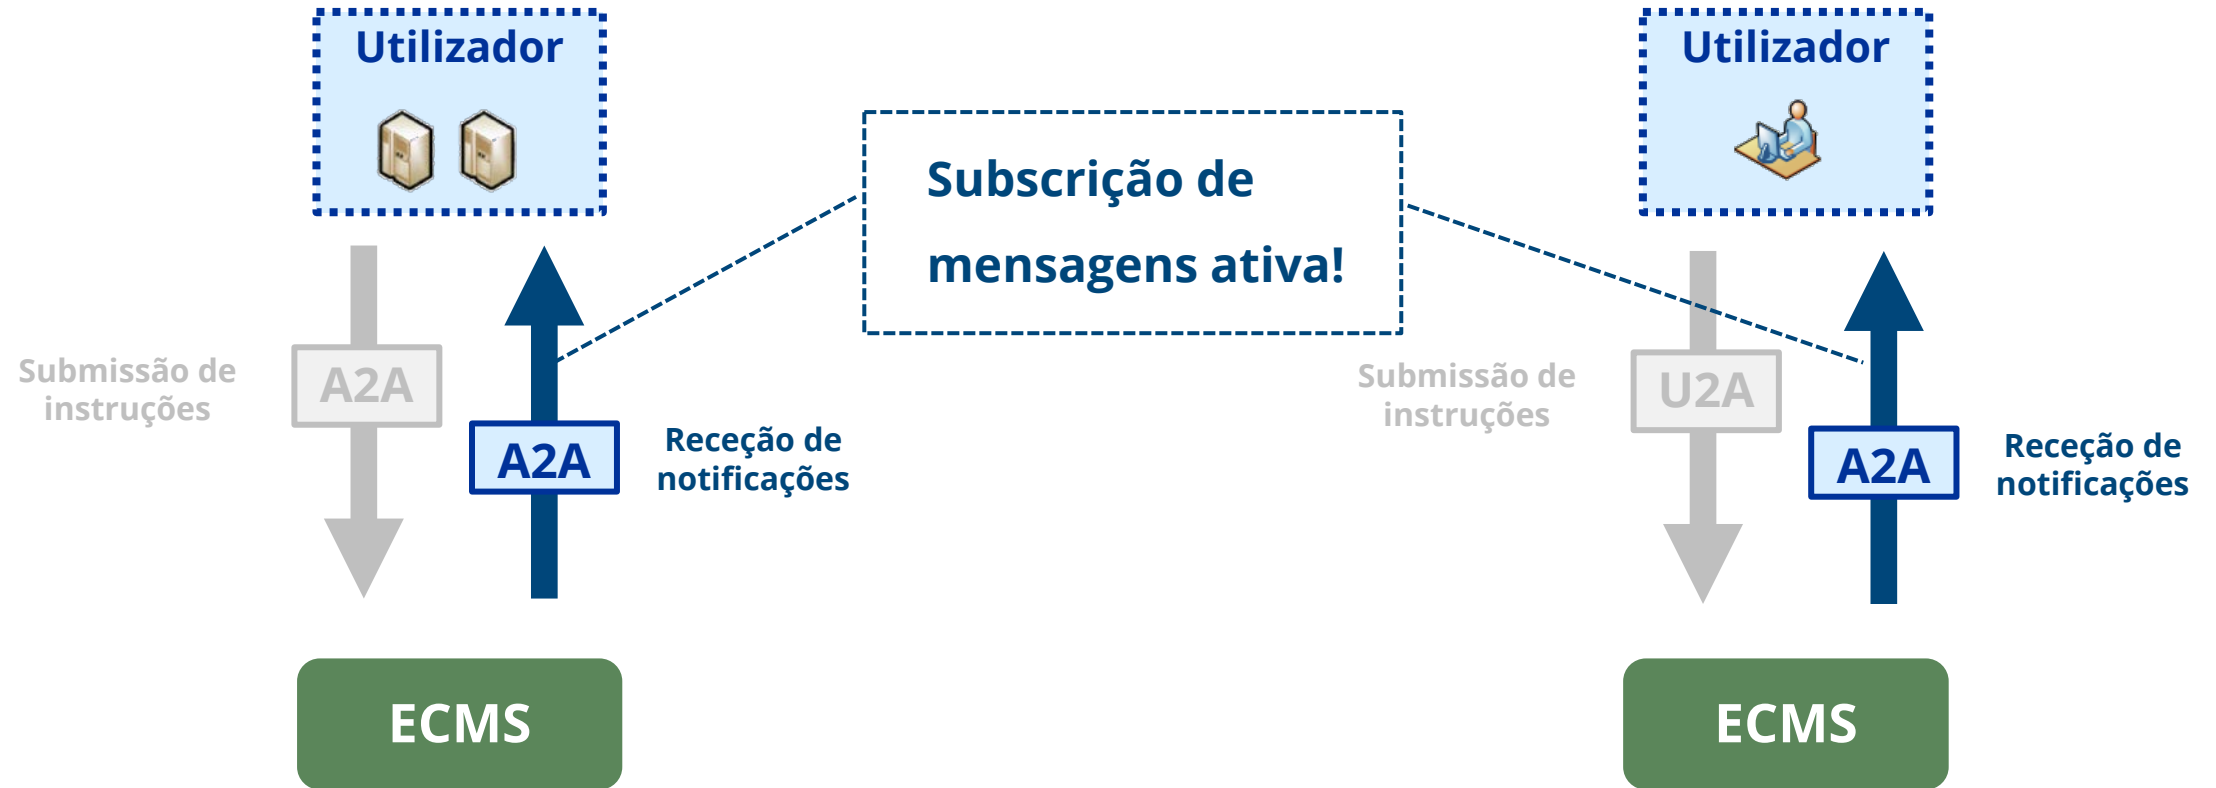 Utilizador
Utilizador
Subscrição de
mensagens ativa!
Submissão de
instruções
A2A
A2A
Receção de
notificações
Submissão de
instruções
U2A
A2A
Receção de
notificações
ECMS
ECMS